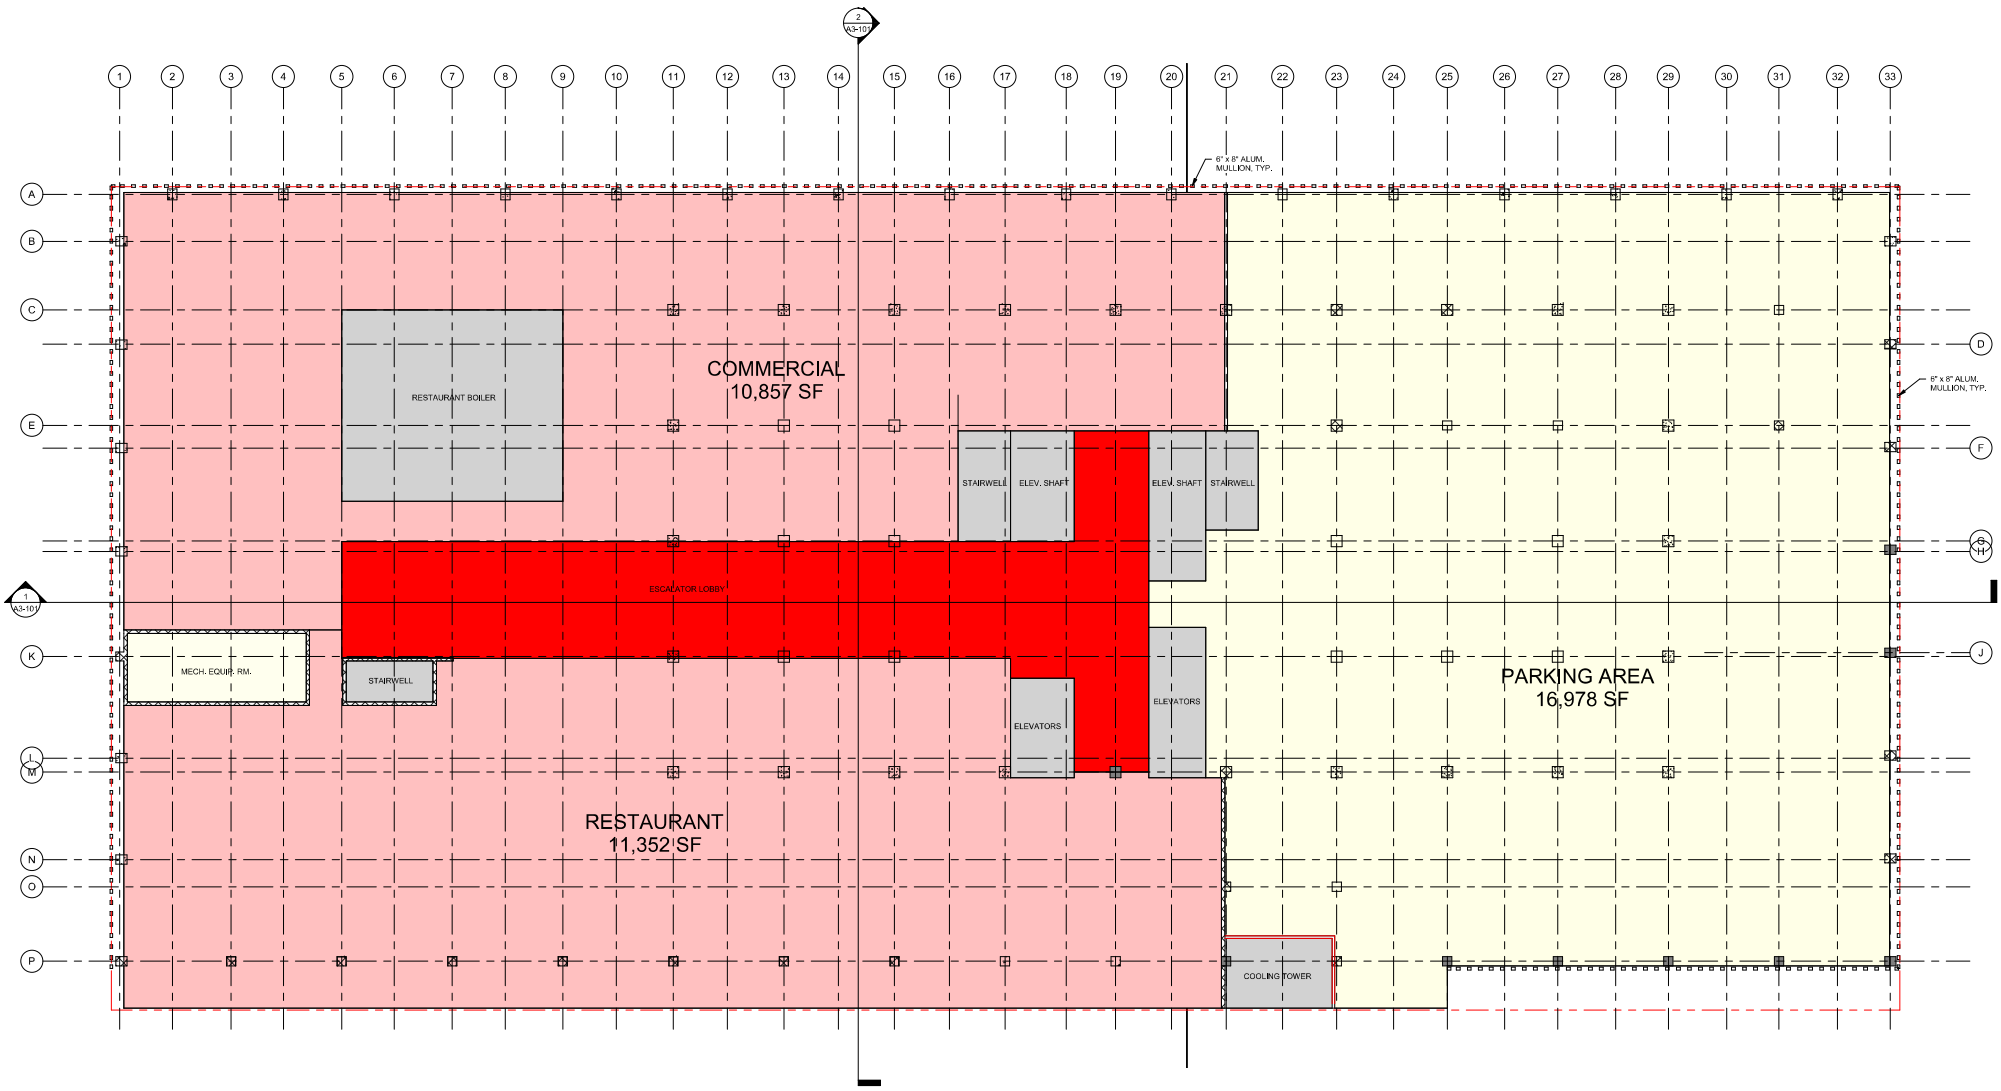 2
A3-101
1 2 3 4 5 6 7 8 9 10 11 12 13 14 15 16 17 18 19 20 21 22 23 24 25 26 27 28 29 30 31 32 33
6" x 8" ALUM.
MULLION, TYP.
A
B
C
D
COMMERCIAL
10,857 SF
6" x 8" ALUM.
MULLION, TYP.
RESTAURANT BOILER
E
F
STAIRWELL
ELEV. SHAFT
ELEV. SHAFT
STAIRWELL
G
H
ESCALATOR LOBBY
1
A3-101
K
J
MECH. EQUIP. RM.
STAIRWELL
PARKING AREA
16,978 SF
ELEVATORS
ELEVATORS
L
M
RESTAURANT
11,352 SF
N
O
P
COOLING TOWER